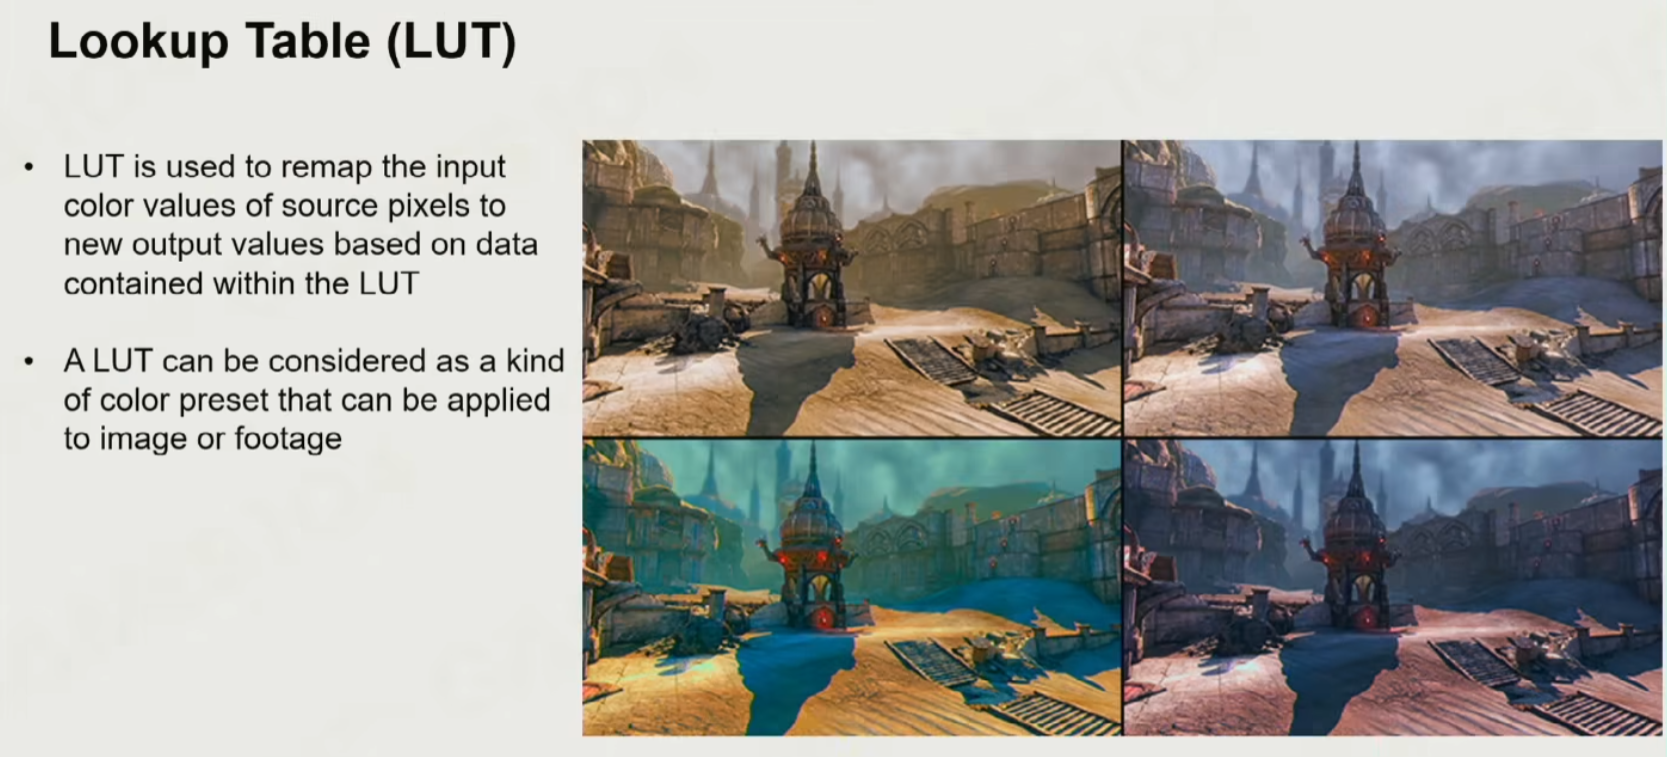 Lookup Table (LUT)
• LUT is used to remap the input
color values of source pixels to
new output values based on data
contained within the LUT
• A LUT can be considered as a kind
of color preset that can be applied
to image or footage